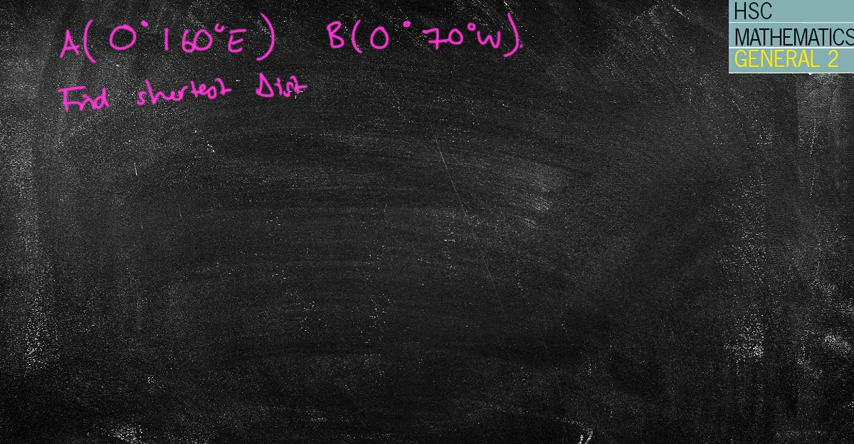 A(0° 160°E) B(0° 70°W).
Find shortest Dist
HSC
MATHEMATICS
GENERAL 2